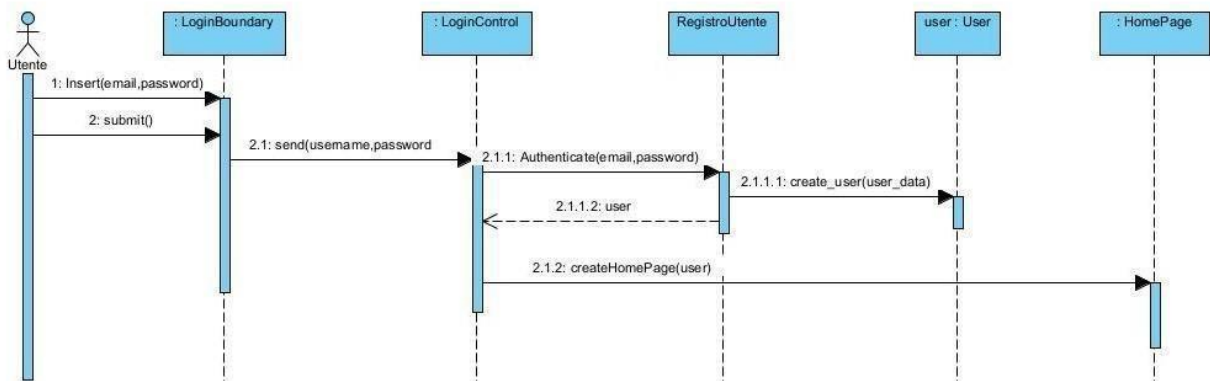 : LoginBoundary
: LoginControl
RegistroUtente
user : User
: HomePage
Utente
1: Insert(email,password)
2: submit()
2.1: send(username,password
2.1.1: Authenticate(email,password)
2.1.1.1: create_user(user_data)
2.1.1.2: user
2.1.2: createHomePage(user)